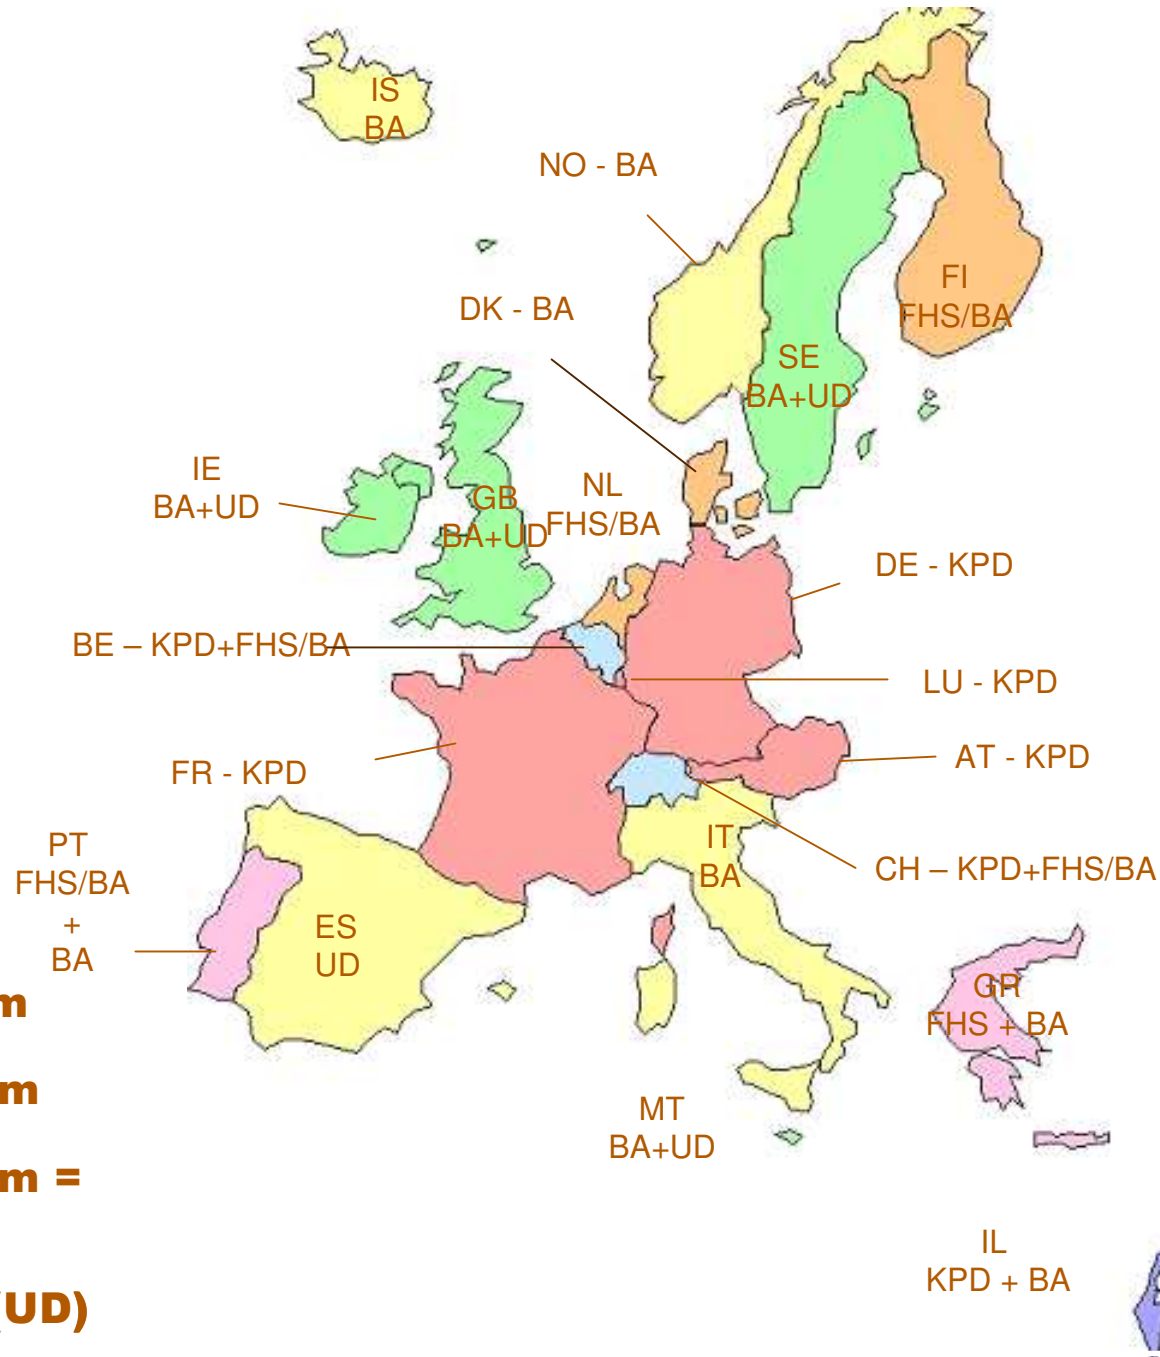 IS
BA
NO - BA
FI
FHS/BA
DK - BA
SE
BA+UD
IE
BA+UD
GB
BA+UD
NL
FHS/BA
DE - KPD
BE – KPD+FHS/BA
LU - KPD
FR - KPD
AT - KPD
PT
FHS/BA
+
BA
IT
BA
CH – KPD+FHS/BA
ES
UD
GR
FHS + BA
m
m
MT
BA+UD
m =
IL
KPD + BA
(UD)